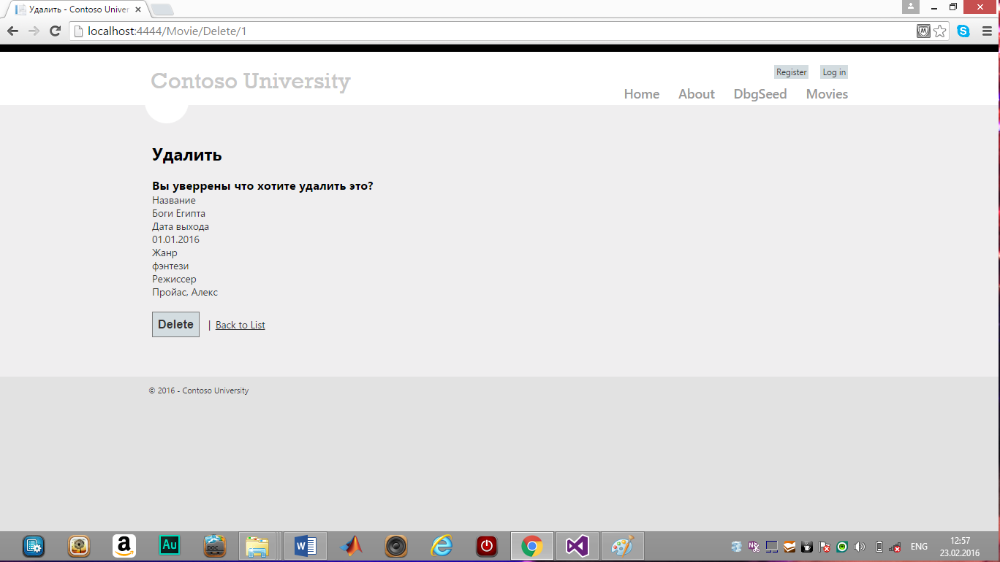 Удалить - Contoso Univer
localhost:4444/Movie/Delete/1
Contoso University
Register Log in
Home About DbgSeed Movies
Удалить
Вы уверрены что хотите удалить это?
Название
Боги Египта
Дата выхода
01.01.2016
Жанр
фэнтези
Режиссер
Пройас, Алекс
Delete | Back to List
© 2016 - Contoso University
a Au DOC W ENG 12:57
23.02.2016